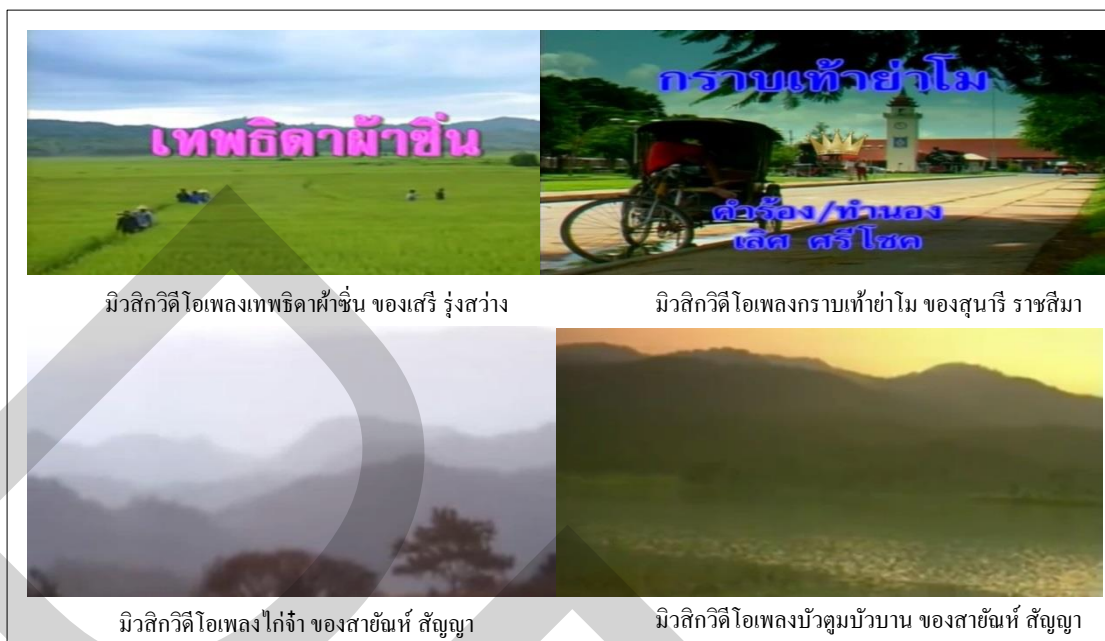 เทพธิดาผ้าซิ่น
กราบเท้าย่าโม
คำร้อง/ทำนอง
เลิศ ศรีโชค
มิวสิกวิดีโอเพลงเทพธิดาผ้าซิ่น ของเสรี รุ่งสว่าง
มิวสิกวิดีโอเพลงกราบเท้าย่าโม ของสุนารี ราชสีมา
มิวสิกวิดีโอเพลงไก่จ๋า ของสายัณห์ สัญญา
มิวสิกวิดีโอเพลงบัวตูมบัวบาน ของสายัณห์ สัญญา